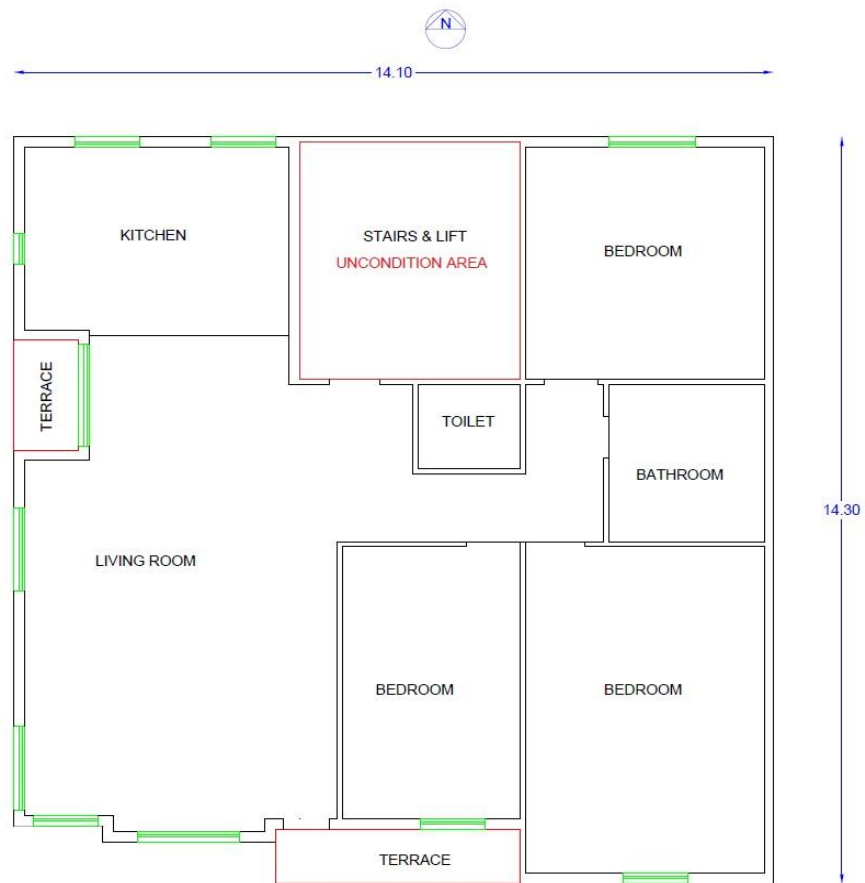 N
14.10
KITCHEN
STAIRS & LIFT
UNCONDITION AREA
BEDROOM
TERRACE
TOILET
BATHROOM
14.30
LIVING ROOM
BEDROOM
BEDROOM
TERRACE